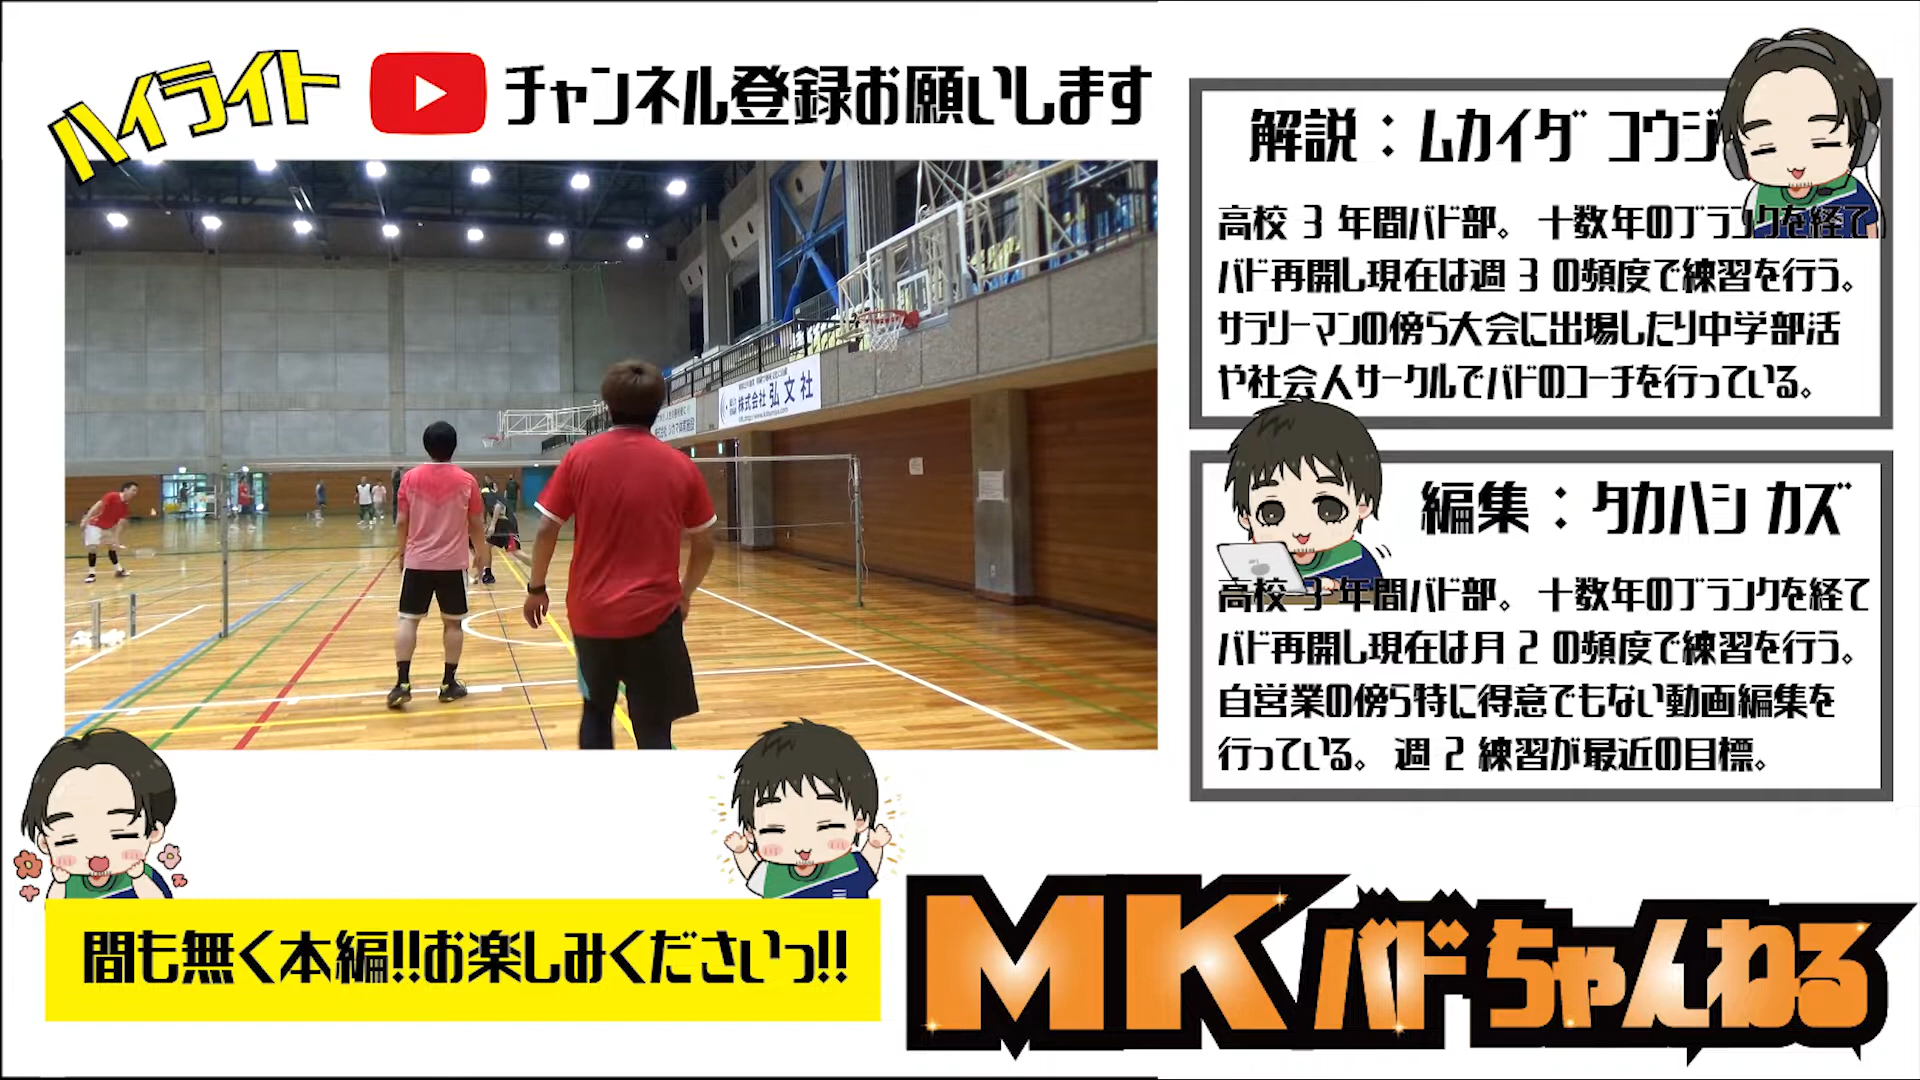 ハイライト
チャンネル登録お願いします
解説：ムカイダ コウジ
高校 3 年間バド部。十数年のブランクを経て
バド再開し現在は週 3 の頻度で練習を行う。
サラリーマンの傍ら大会に出場したり中学部活
や社会人サークルでバドのコーチを行っている。
株式会社 弘文社
編集：タカハシ カズ
高校 3 年間バド部。十数年のブランクを経て
バド再開し現在は月 2 の頻度で練習を行う。
自営業の傍ら特に得意でもない動画編集を
行っている。週 2 練習が最近の目標。
間も無く本編!!お楽しみくださいっ!!
MKバドちゃんねる